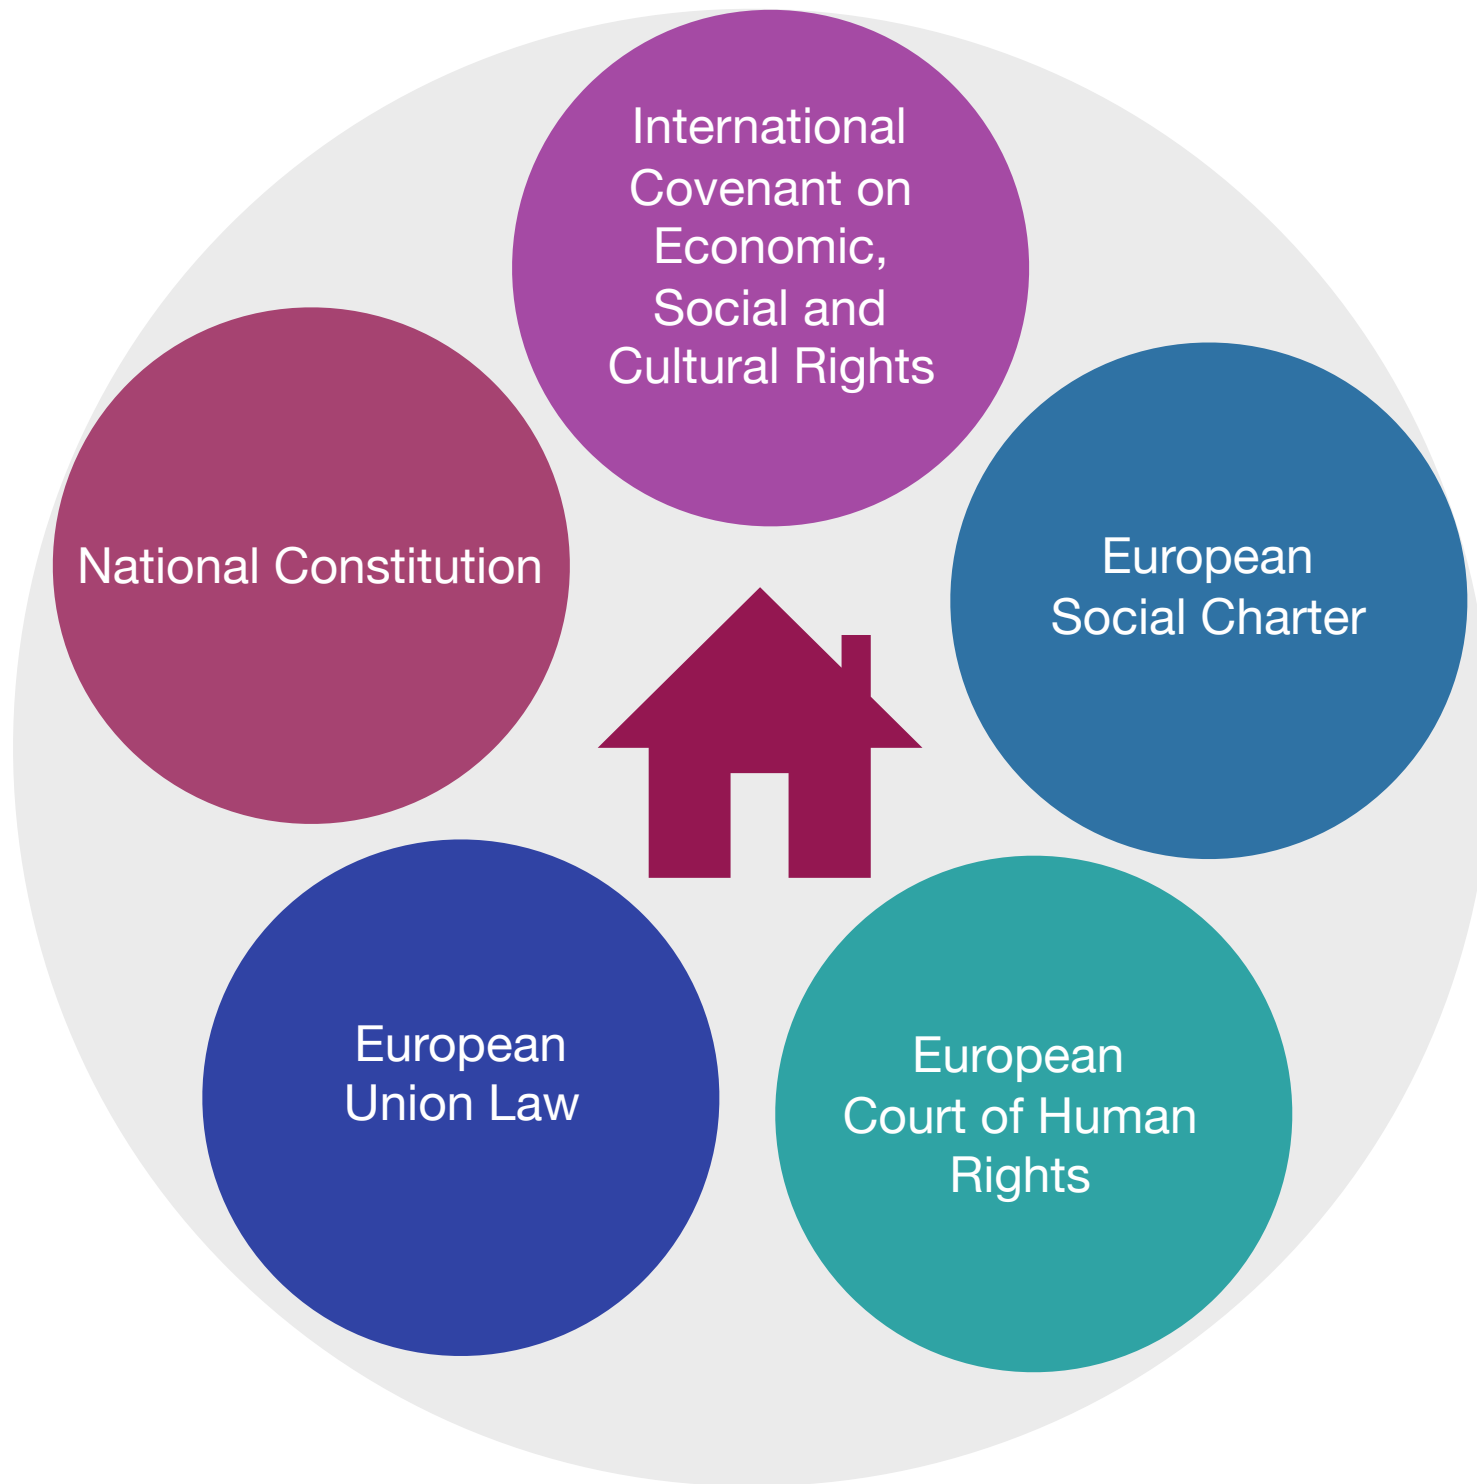 International
Covenant on
Economic,
Social and
Cultural Rights
National Constitution
European
Social Charter
European
Union Law
European
Court of Human
Rights